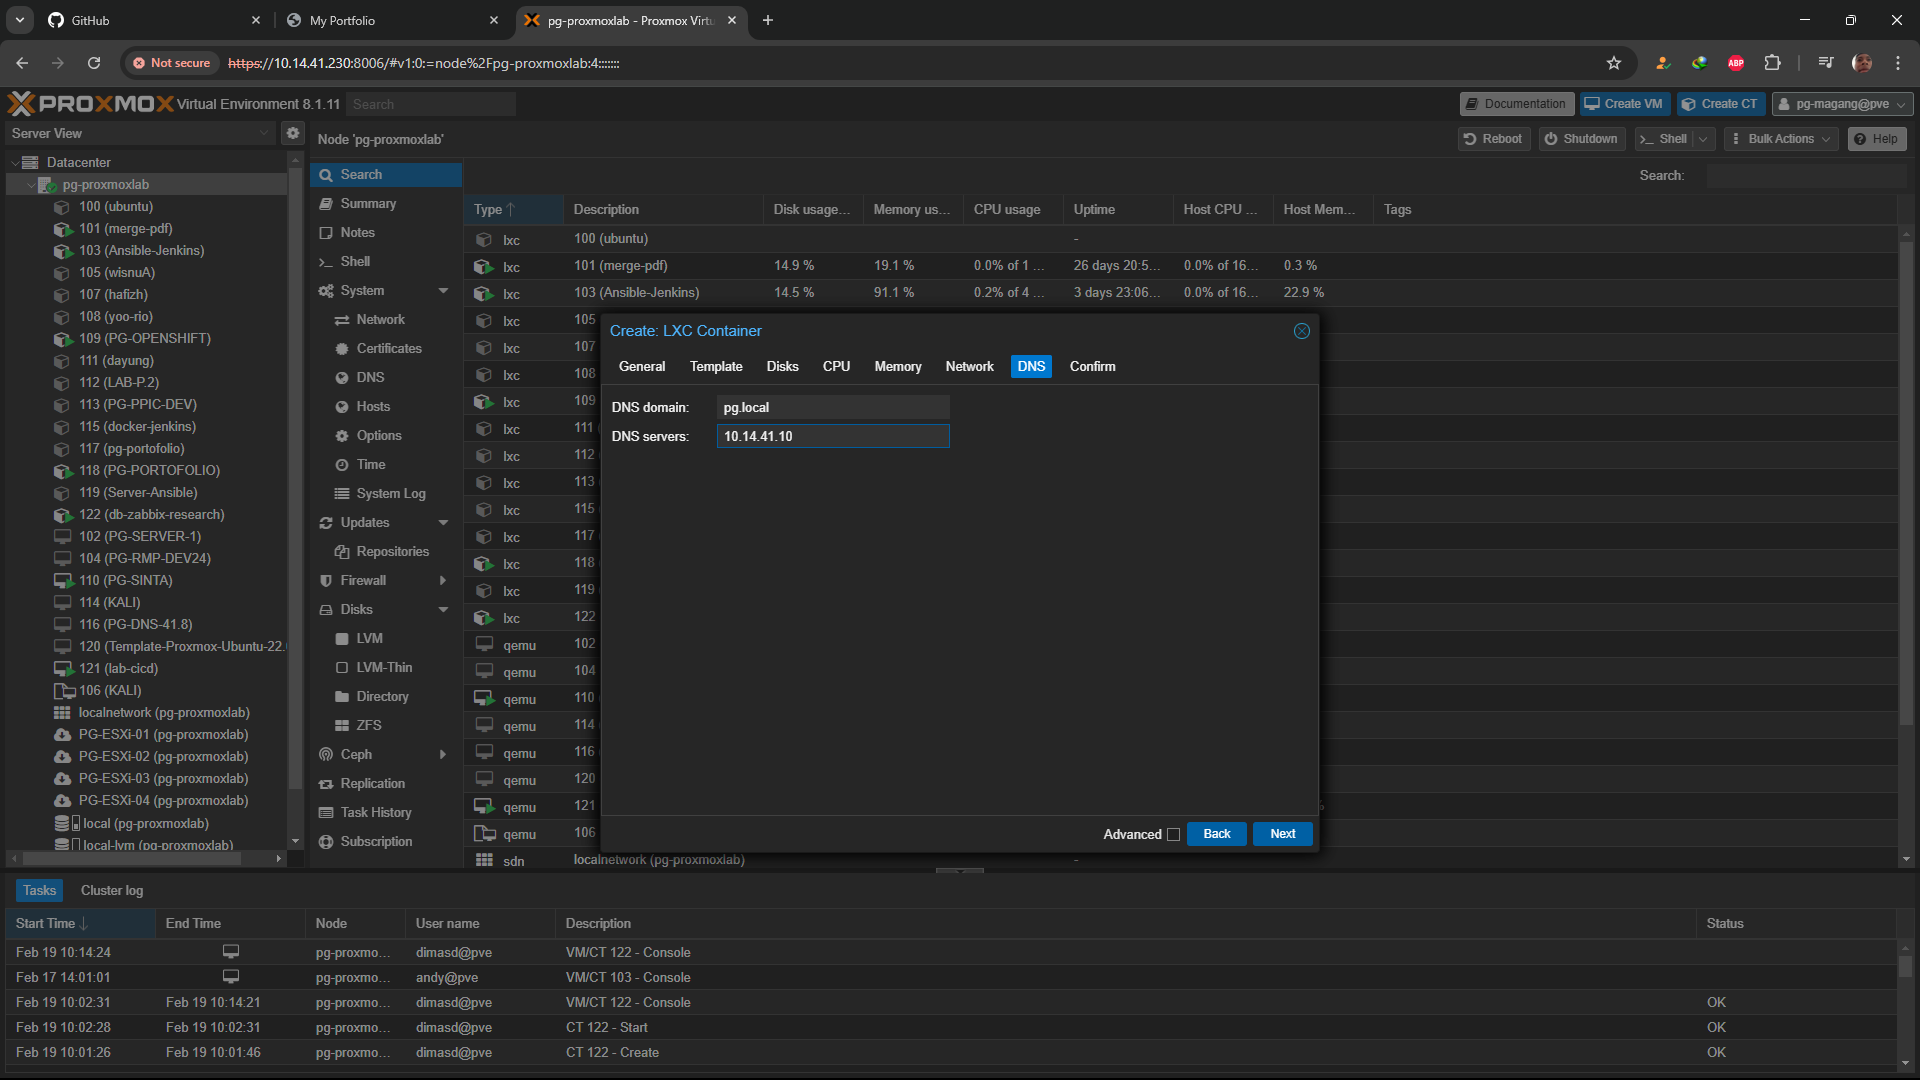 GitHub
My Portfolio
pg-proxmoxlab - Proxmox Virtu
Not secure
https://10.14.41.230:8006/#v1:0:=node%2Fpg-proxmoxlab:4:::::::
ABP
PROXMOX Virtual Environment 8.1.11
Search
Documentation
Create VM
Create CT
pg-magang@pve
Server View
Node 'pg-proxmoxlab'
Reboot
Shutdown
Shell
Bulk Actions
Help
Datacenter
pg-proxmoxlab
100 (ubuntu)
101 (merge-pdf)
103 (Ansible-Jenkins)
105 (wisnuA)
107 (hafizh)
108 (yoo-rio)
109 (PG-OPENSHIFT)
111 (dayung)
112 (LAB-P.2)
113 (PG-PPIC-DEV)
115 (docker-jenkins)
117 (pg-portofolio)
118 (PG-PORTOFOLIO)
119 (Server-Ansible)
122 (db-zabbix-research)
102 (PG-SERVER-1)
104 (PG-RMP-DEV24)
110 (PG-SINTA)
114 (KALI)
116 (PG-DNS-41.8)
120 (Template-Proxmox-Ubuntu-22.
121 (lab-cicd)
106 (KALI)
localnetwork (pg-proxmoxlab)
PG-ESXi-01 (pg-proxmoxlab)
PG-ESXi-02 (pg-proxmoxlab)
PG-ESXi-03 (pg-proxmoxlab)
PG-ESXi-04 (pg-proxmoxlab)
local (pg-proxmoxlab)
local-lvm (pg-proxmoxlab)
Search
Summary
Notes
Shell
System
Network
Certificates
DNS
Hosts
Options
Time
System Log
Updates
Repositories
Firewall
Disks
LVM
LVM-Thin
Directory
ZFS
Ceph
Replication
Task History
Subscription
Search:
Type Description Disk usage... Memory us... CPU usage Uptime Host CPU ... Host Mem... Tags
lxc 100 (ubuntu) -
lxc 101 (merge-pdf) 14.9 % 19.1 % 0.0% of 1 ... 26 days 20:5... 0.0% of 16... 0.3 %
lxc 103 (Ansible-Jenkins) 14.5 % 91.1 % 0.2% of 4 ... 3 days 23:06... 0.0% of 16... 22.9 %
lxc 105
lxc 107
lxc 108
lxc 109
lxc 111
lxc 112
lxc 113
lxc 115
lxc 117
lxc 118
lxc 119
lxc 122
qemu 102
qemu 104
qemu 110
qemu 114
qemu 116
qemu 120
qemu 121
qemu 106
sdn localnetwork (pg-proxmoxlab) -
Create: LXC Container
General Template Disks CPU Memory Network DNS Confirm
DNS domain: pg.local
DNS servers: 10.14.41.10
Advanced
Back
Next
Tasks
Cluster log
Start Time End Time Node User name Description Status
Feb 19 10:14:24 pg-proxmo... dimasd@pve VM/CT 122 - Console
Feb 17 14:01:01 pg-proxmo... andy@pve VM/CT 103 - Console
Feb 19 10:02:31 Feb 19 10:14:21 pg-proxmo... dimasd@pve VM/CT 122 - Console OK
Feb 19 10:02:28 Feb 19 10:02:31 pg-proxmo... dimasd@pve CT 122 - Start OK
Feb 19 10:01:26 Feb 19 10:01:46 pg-proxmo... dimasd@pve CT 122 - Create OK